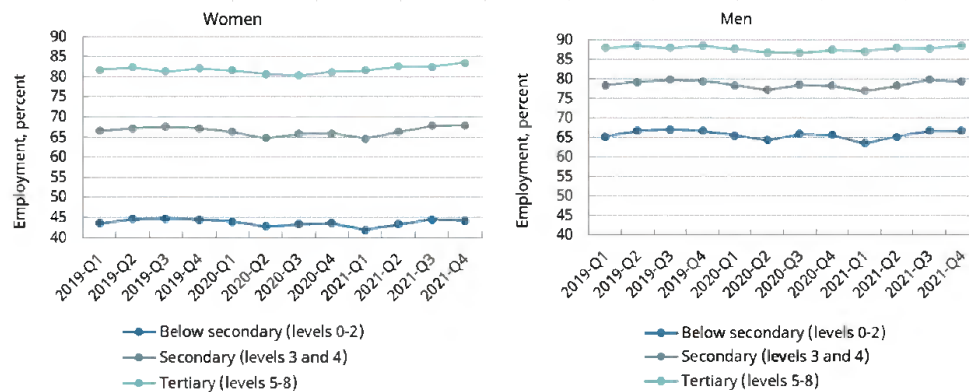 Women
Employment, percent
90
85
80
75
70
65
60
55
50
45
40
2019-Q1
2019-Q2
2019-Q3
2019-Q4
2020-Q1
2020-Q2
2020-Q3
2020-Q4
2021-Q1
2021-Q2
2021-Q3
2021-Q4
Below secondary (levels 0-2)
Secondary (levels 3 and 4)
Tertiary (levels 5-8)
Men
Employment, percent
90
85
80
75
70
65
60
55
50
45
40
2019-Q1
2019-Q2
2019-Q3
2019-Q4
2020-Q1
2020-Q2
2020-Q3
2020-Q4
2021-Q1
2021-Q2
2021-Q3
2021-Q4
Below secondary (levels 0-2)
Secondary (levels 3 and 4)
Tertiary (levels 5-8)